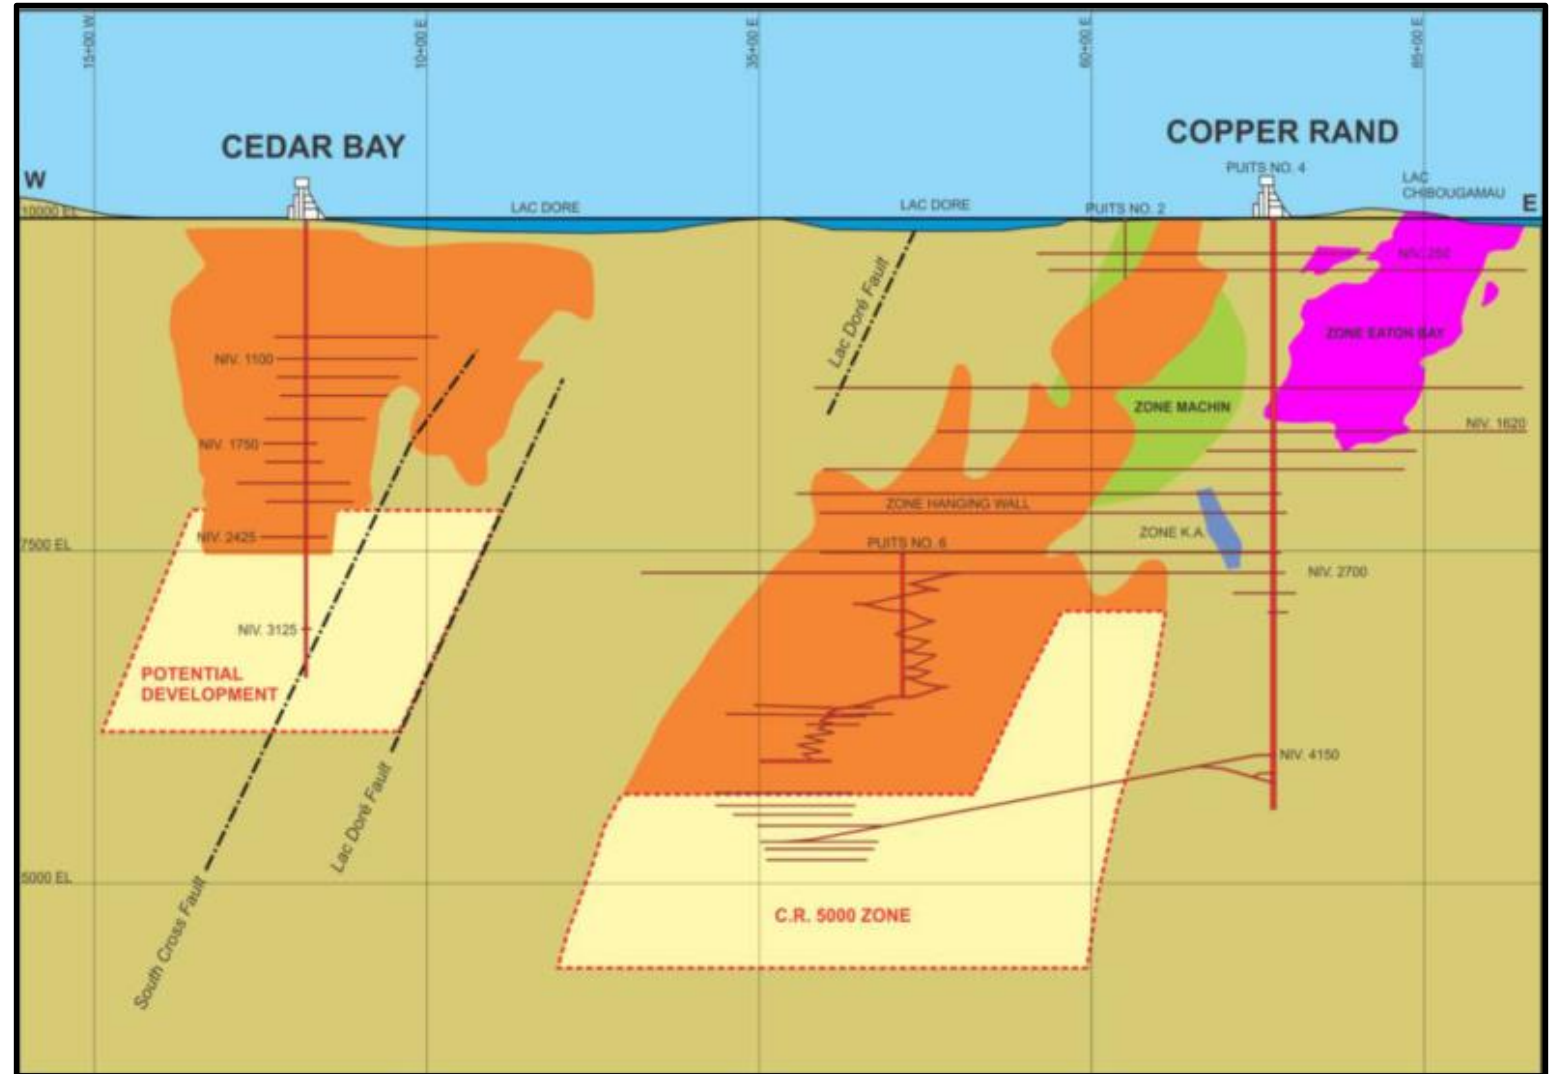 15+00 W
10+00 E
35+00 E
60+00 E
85+00 E
CEDAR BAY
COPPER RAND
PUITS NO. 4
W
LAC
CHIBOUGAMAU
E
10000 EL
LAC DORE
LAC DORE
PUITS NO. 2
NIV. 250
Lac Doré Fault
ZONE EATON BAY
NIV. 1100
ZONE MACHIN
NIV. 1620
NIV. 1750
ZONE HANGING WALL
ZONE K.A.
NIV. 2425
7500 EL
PUITS NO. 6
NIV. 2700
NIV. 3125
POTENTIAL
DEVELOPMENT
NIV. 4150
Lac Doré Fault
5000 EL
C.R. 5000 ZONE
South Cross Fault